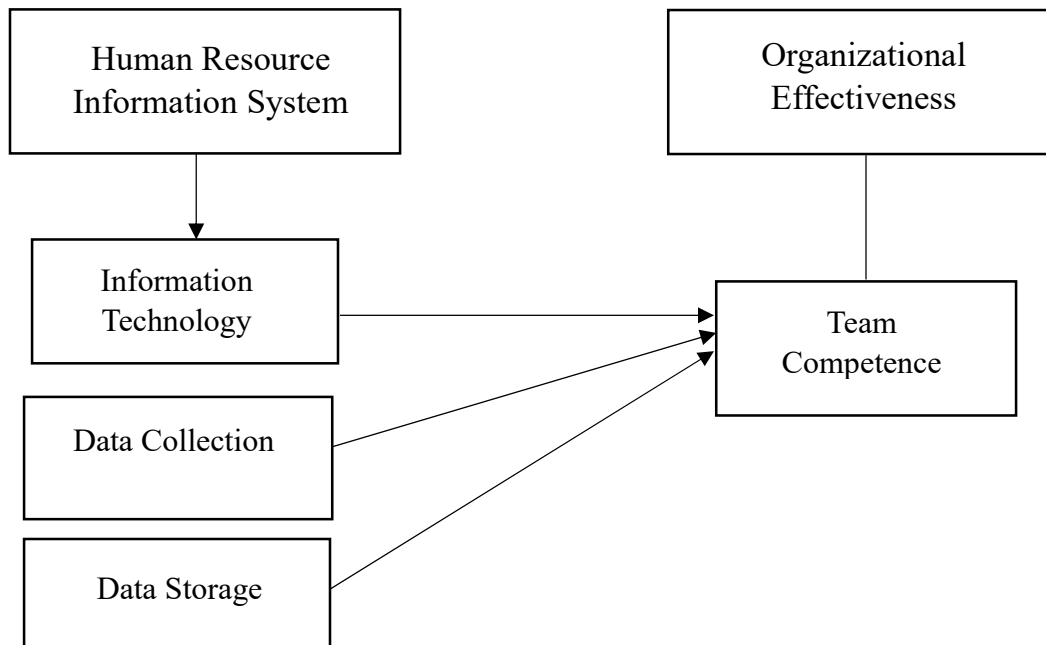 Human Resource
Information System
Organizational
Effectiveness
Information
Technology
Team
Competence
Data Collection
Data Storage